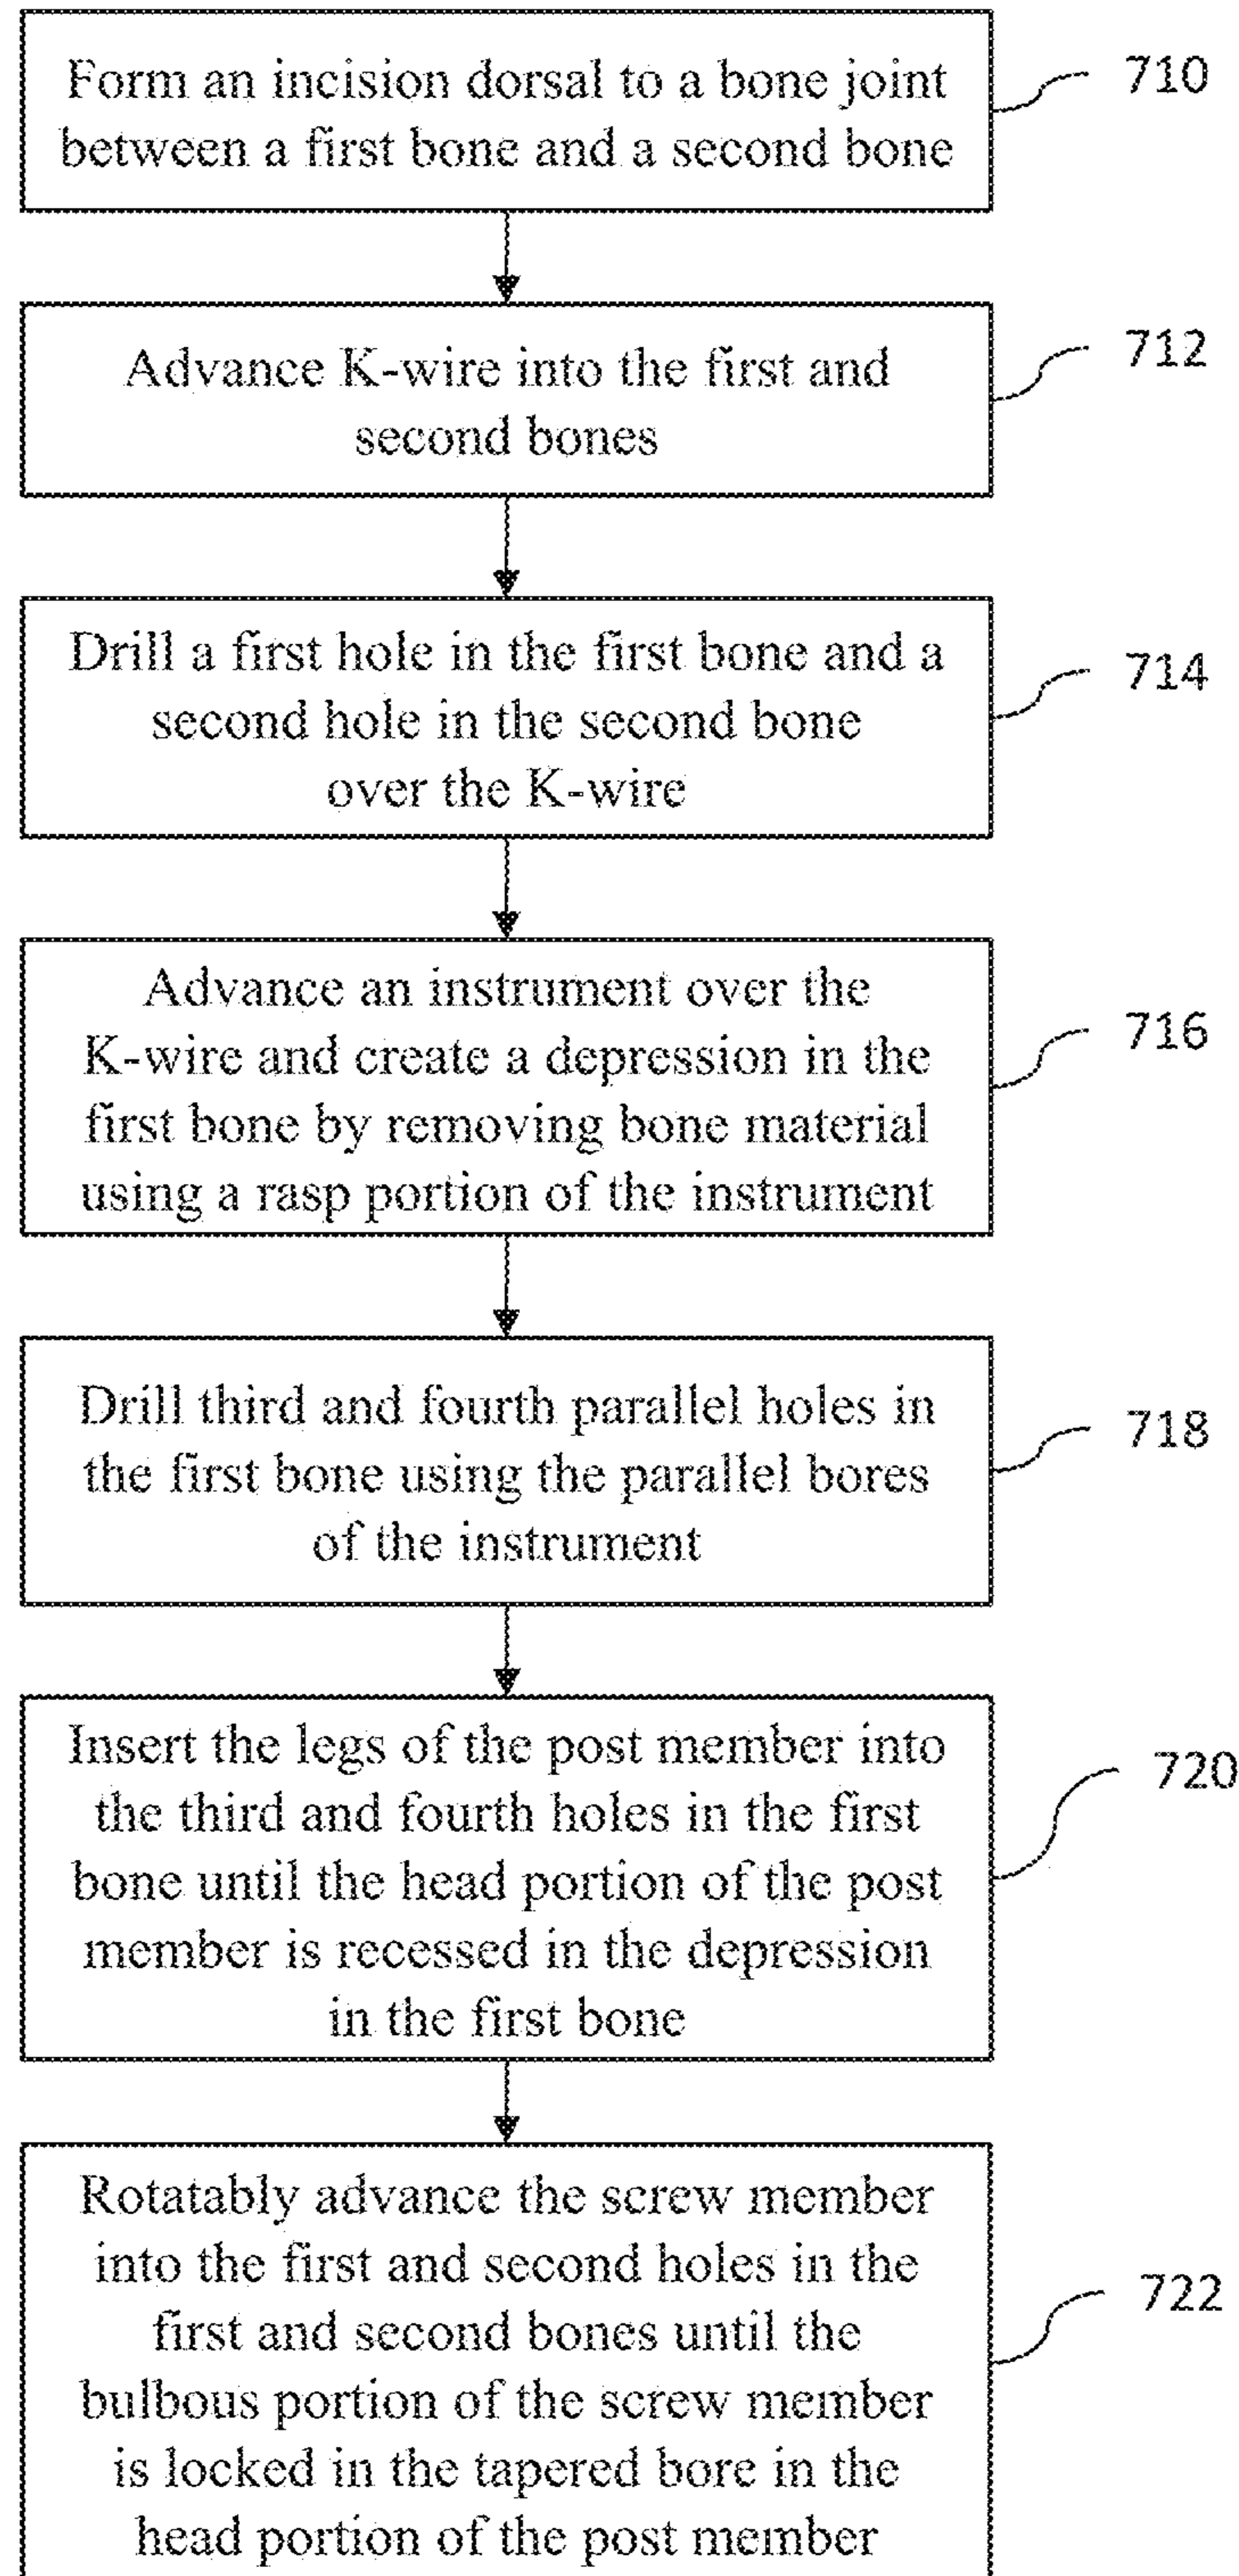 Form an incision dorsal to a bone joint
between a first bone and a second bone
710
Advance K-wire into the first and
second bones
712
Drill a first hole in the first bone and a
second hole in the second bone
over the K-wire
714
Advance an instrument over the
K-wire and create a depression in the
first bone by removing bone material
using a rasp portion of the instrument
716
Drill third and fourth parallel holes in
the first bone using the parallel bores
of the instrument
718
Insert the legs of the post member into
the third and fourth holes in the first
bone until the head portion of the post
member is recessed in the depression
in the first bone
720
Rotatably advance the screw member
into the first and second holes in the
first and second bones until the
bulbous portion of the screw member
is locked in the tapered bore in the
head portion of the post member
722